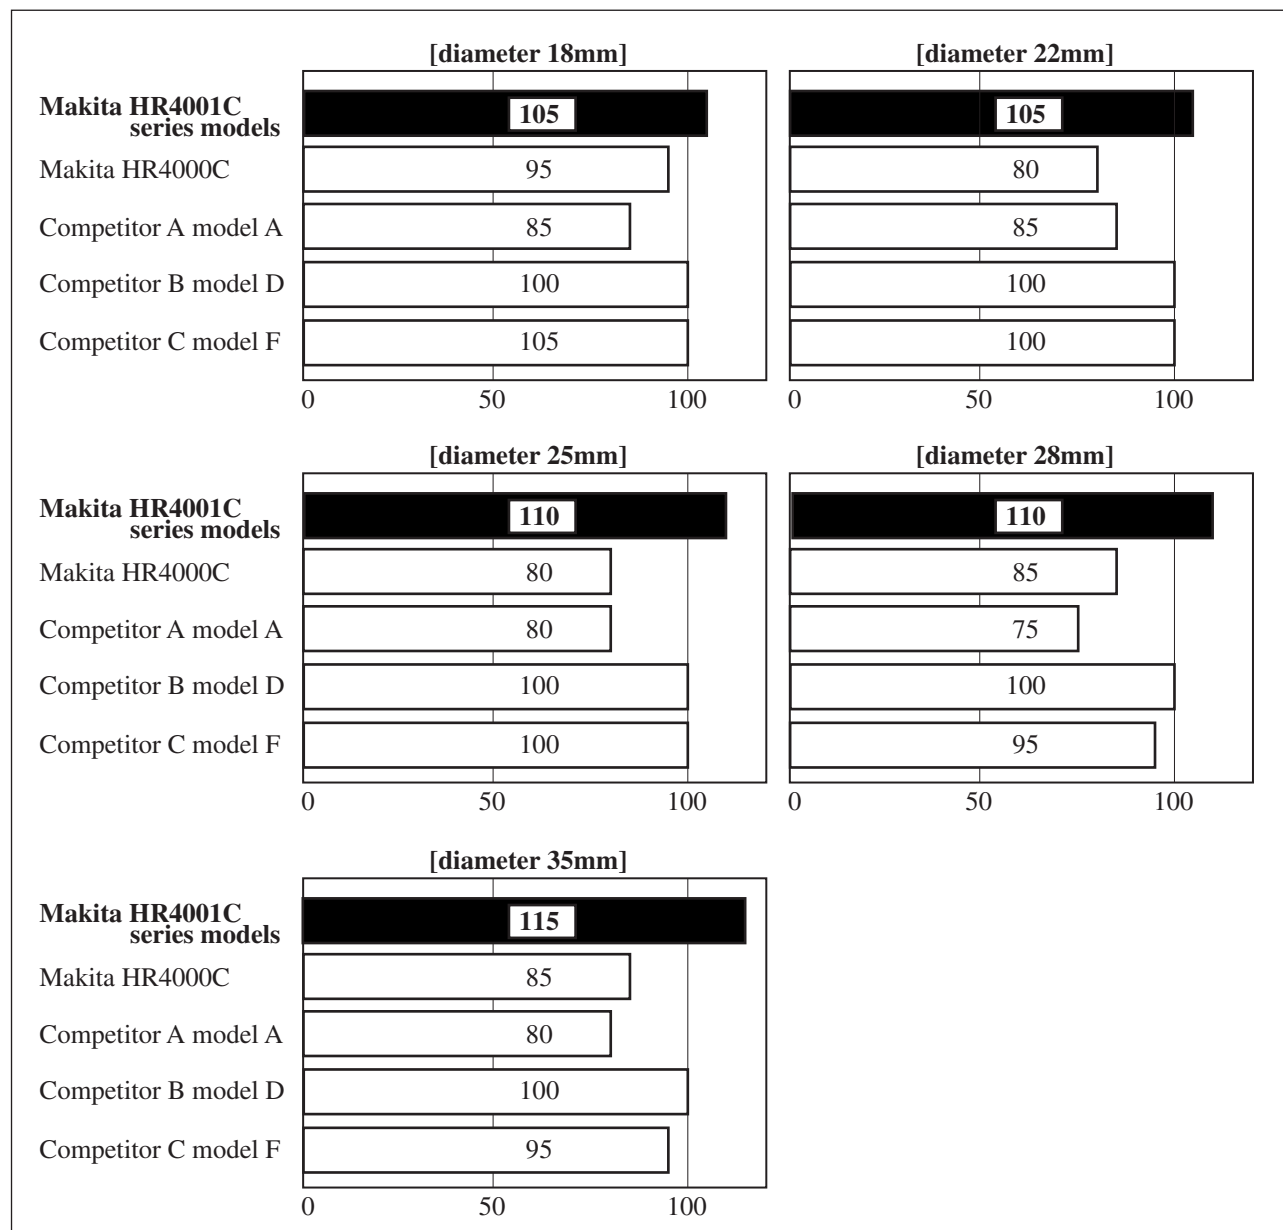 [diameter 18mm]
Makita HR4001C
series models
105
Makita HR4000C
95
Competitor A model A
85
Competitor B model D
100
Competitor C model F
105
0 50 100
[diameter 22mm]
105
80
85
100
100
0 50 100
[diameter 25mm]
Makita HR4001C
series models
110
Makita HR4000C
80
Competitor A model A
80
Competitor B model D
100
Competitor C model F
100
0 50 100
[diameter 28mm]
110
85
75
100
95
0 50 100
[diameter 35mm]
Makita HR4001C
series models
115
Makita HR4000C
85
Competitor A model A
80
Competitor B model D
100
Competitor C model F
95
0 50 100